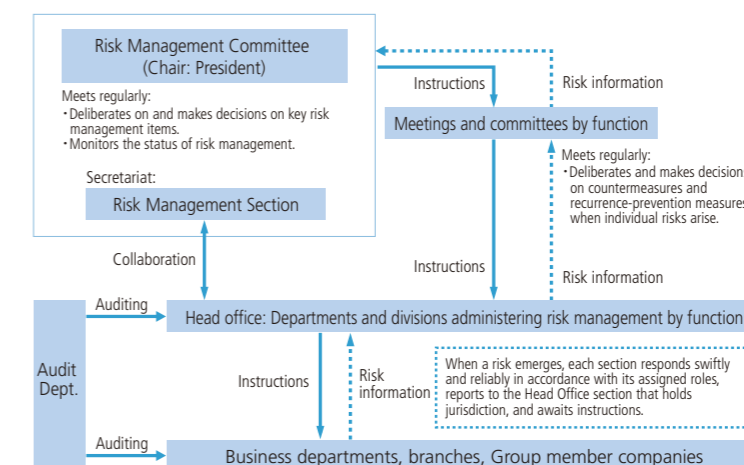 Risk Management Committee
(Chair: President)
Meets regularly:
・Deliberates on and makes decisions on key risk
management items.
・Monitors the status of risk management.
Secretariat:
Risk Management Section
Instructions
Risk information
Meetings and committees by function
Meets regularly:
・Deliberates and makes decisions
on countermeasures and
recurrence-prevention measures
when individual risks arise.
Collaboration
Instructions
Risk information
Auditing
Head office: Departments and divisions administering risk management by function
Audit
Dept.
Instructions
Risk
information
When a risk emerges, each section responds swiftly
and reliably in accordance with its assigned roles,
reports to the Head Office section that holds
jurisdiction, and awaits instructions.
Auditing
Business departments, branches, Group member companies